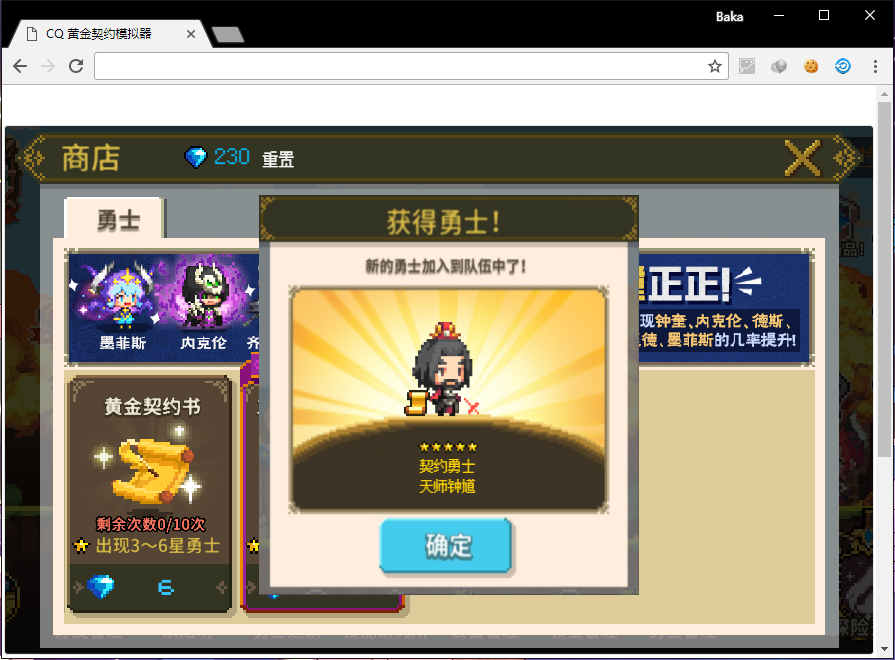 Baka
CQ 黄金契约模拟器
商店
230 重置
勇士
获得勇士!
新的勇士加入到队伍中了!
正正!
现钟奎、内克伦、德斯、
德、墨菲斯的几率提升!
墨菲斯
内克伦
齐
黄金契约书
剩余次数0/10次
★ 出现3～6星勇士
6
★★★★★
契约勇士
天师钟馗
确定